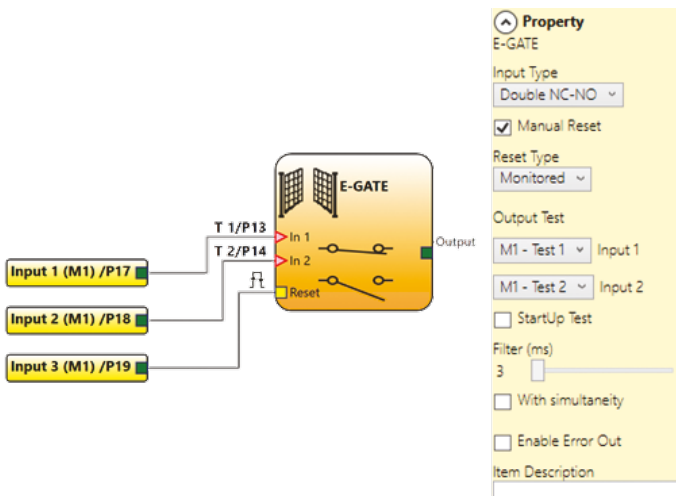 Property
E-GATE
Input Type
Double NC-NO
Manual Reset
Reset Type
Monitored
Output Test
M1 - Test 1 Input 1
M1 - Test 2 Input 2
StartUp Test
Filter (ms)
3
With simultaneity
Enable Error Out
Item Description
E-GATE
T 1/P13
In 1
T 2/P14
In 2
Reset
Output
Input 1 (M1) /P17
Input 2 (M1) /P18
Input 3 (M1) /P19